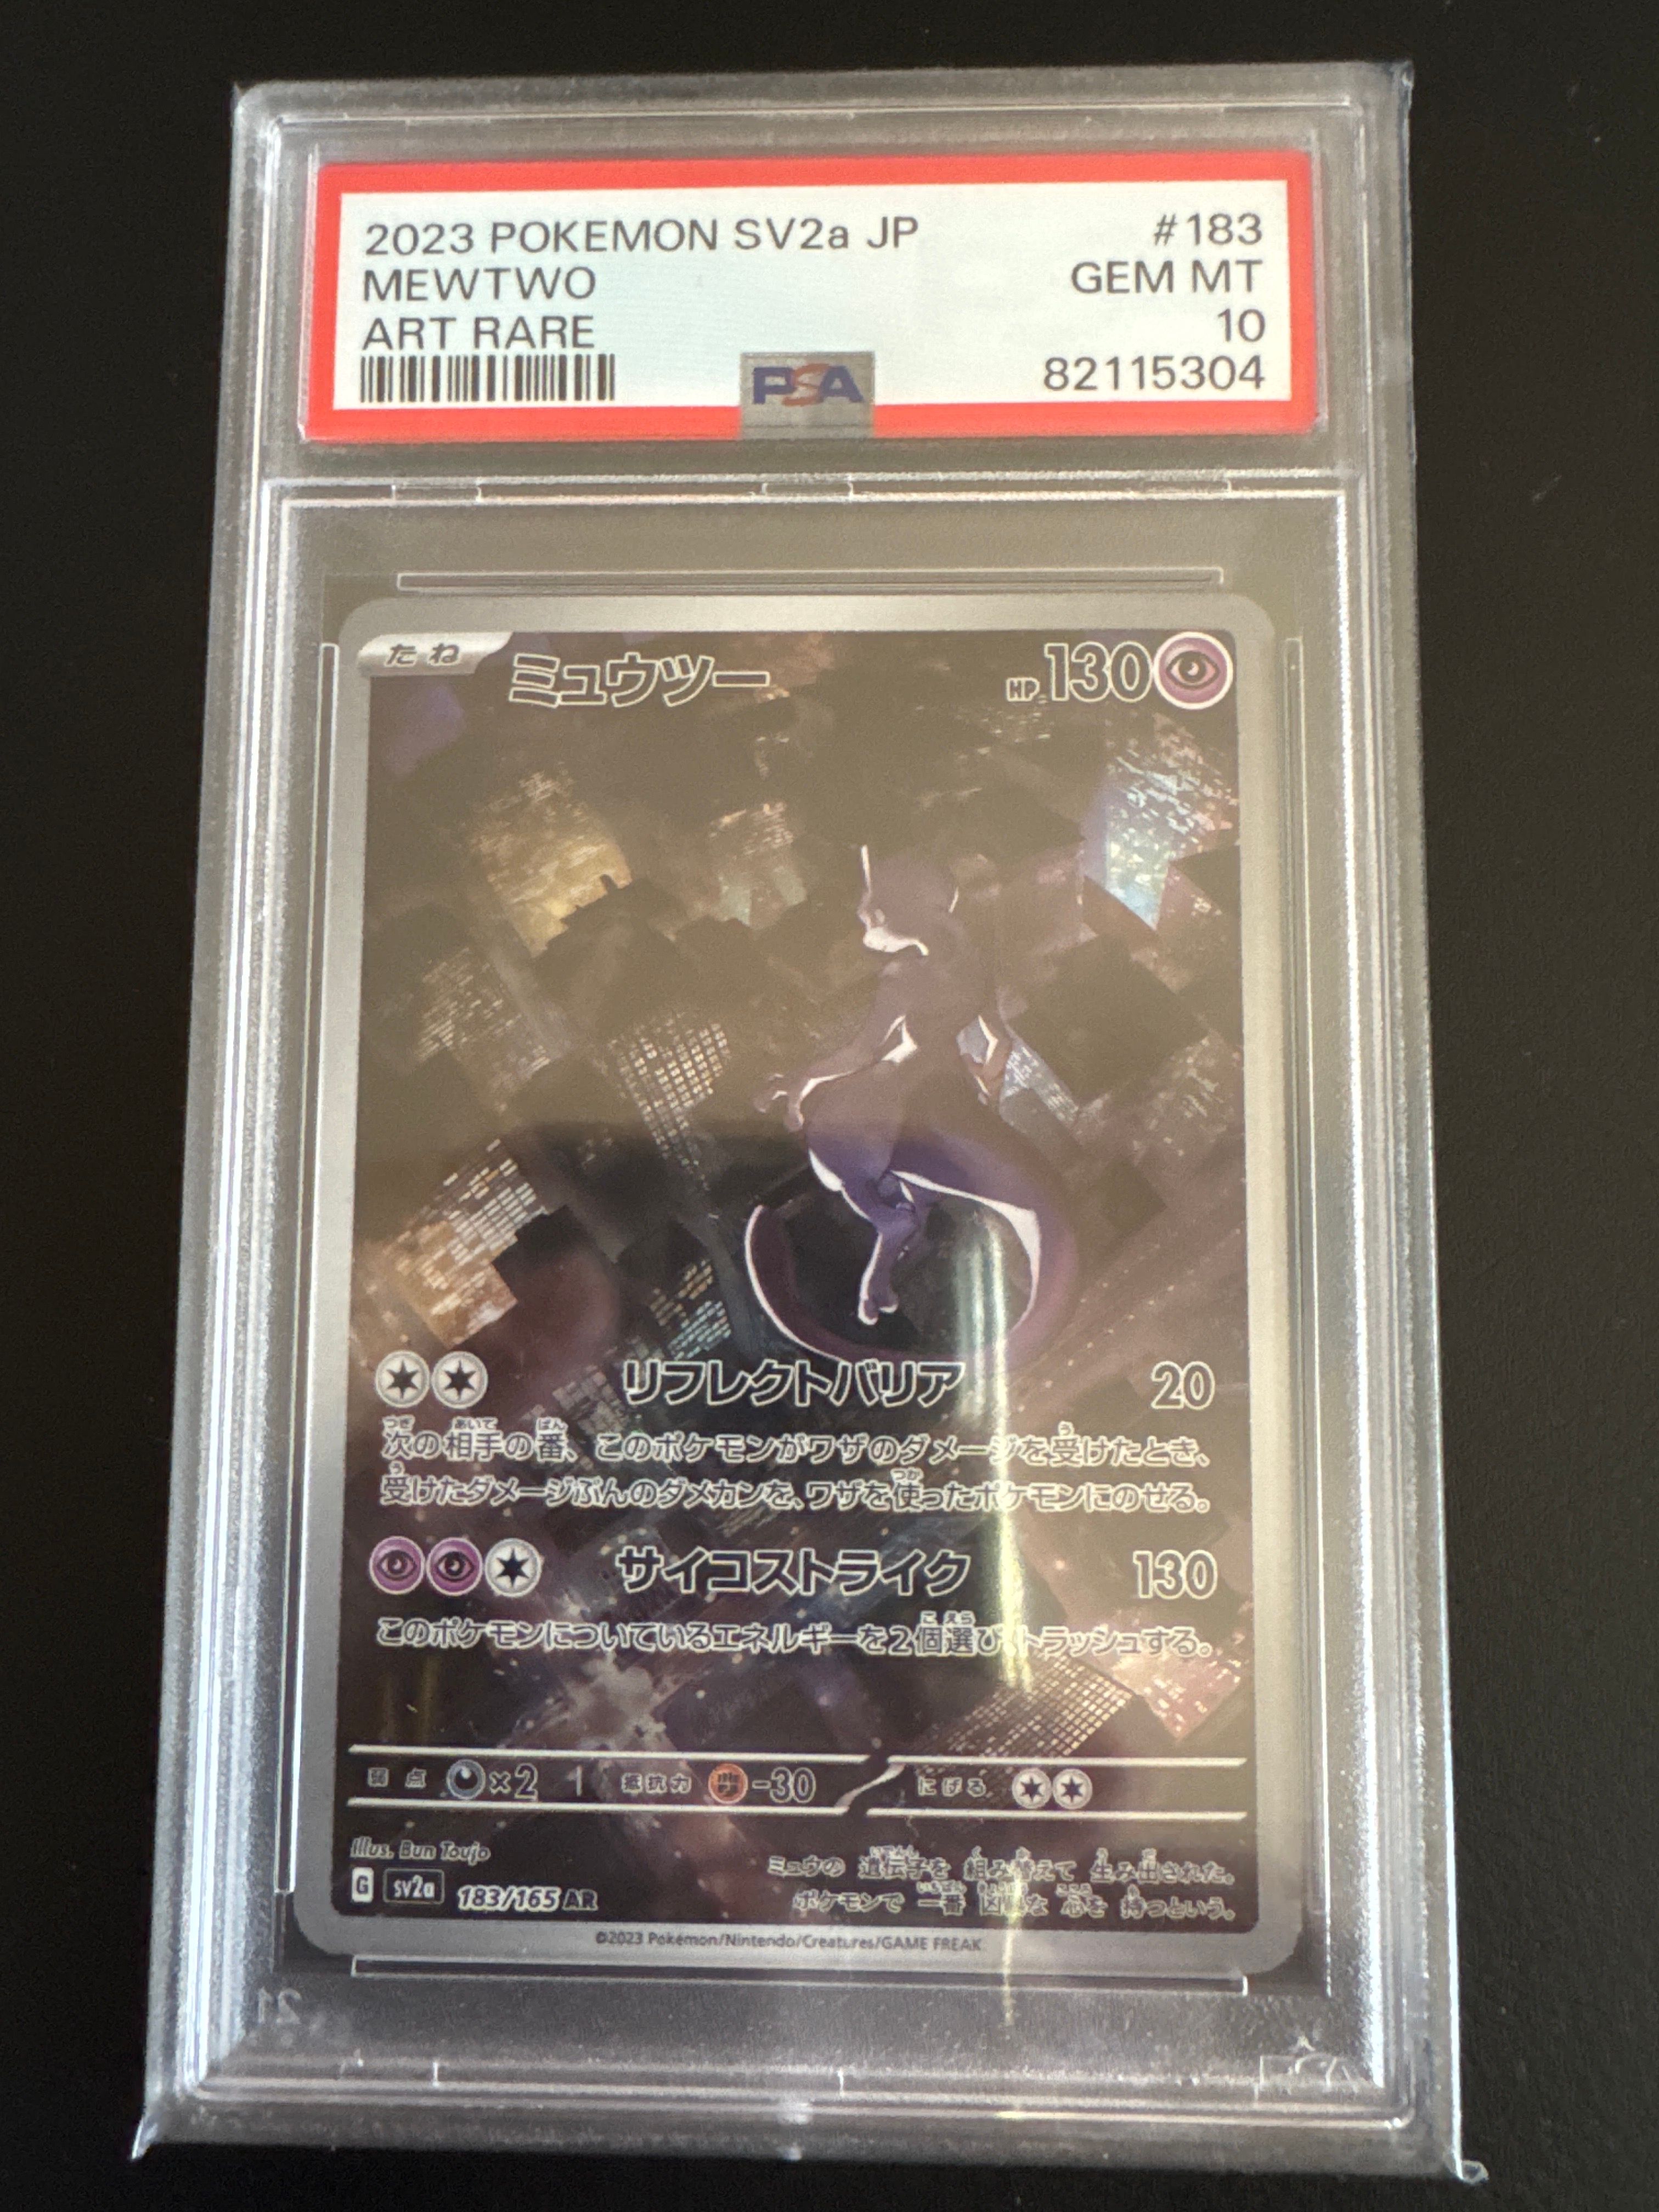 2023 POKEMON SV2a JP #183
MEWTWO GEM MT
ART RARE 10
PSA 82115304
たね ミュウツー HP 130
リフレクトバリア 20
次の相手の番、このポケモンがワザのダメージを受けたとき、
受けたダメージぶんのダメカンを、ワザを使ったポケモンにのせる。
サイコストライク 130
このポケモンについているエネルギーを2個選び、トラッシュする。
弱点 ×2 抵抗力 -30 にげる
Illus. Bun Toujo
G sv2a 183/165 AR
ミュウの 遺伝子を 組み替えて 生み出された。
ポケモンで 一番 凶暴な 心を 持つという。
©2023 Pokémon/Nintendo/Creatures/GAME FREAK
21